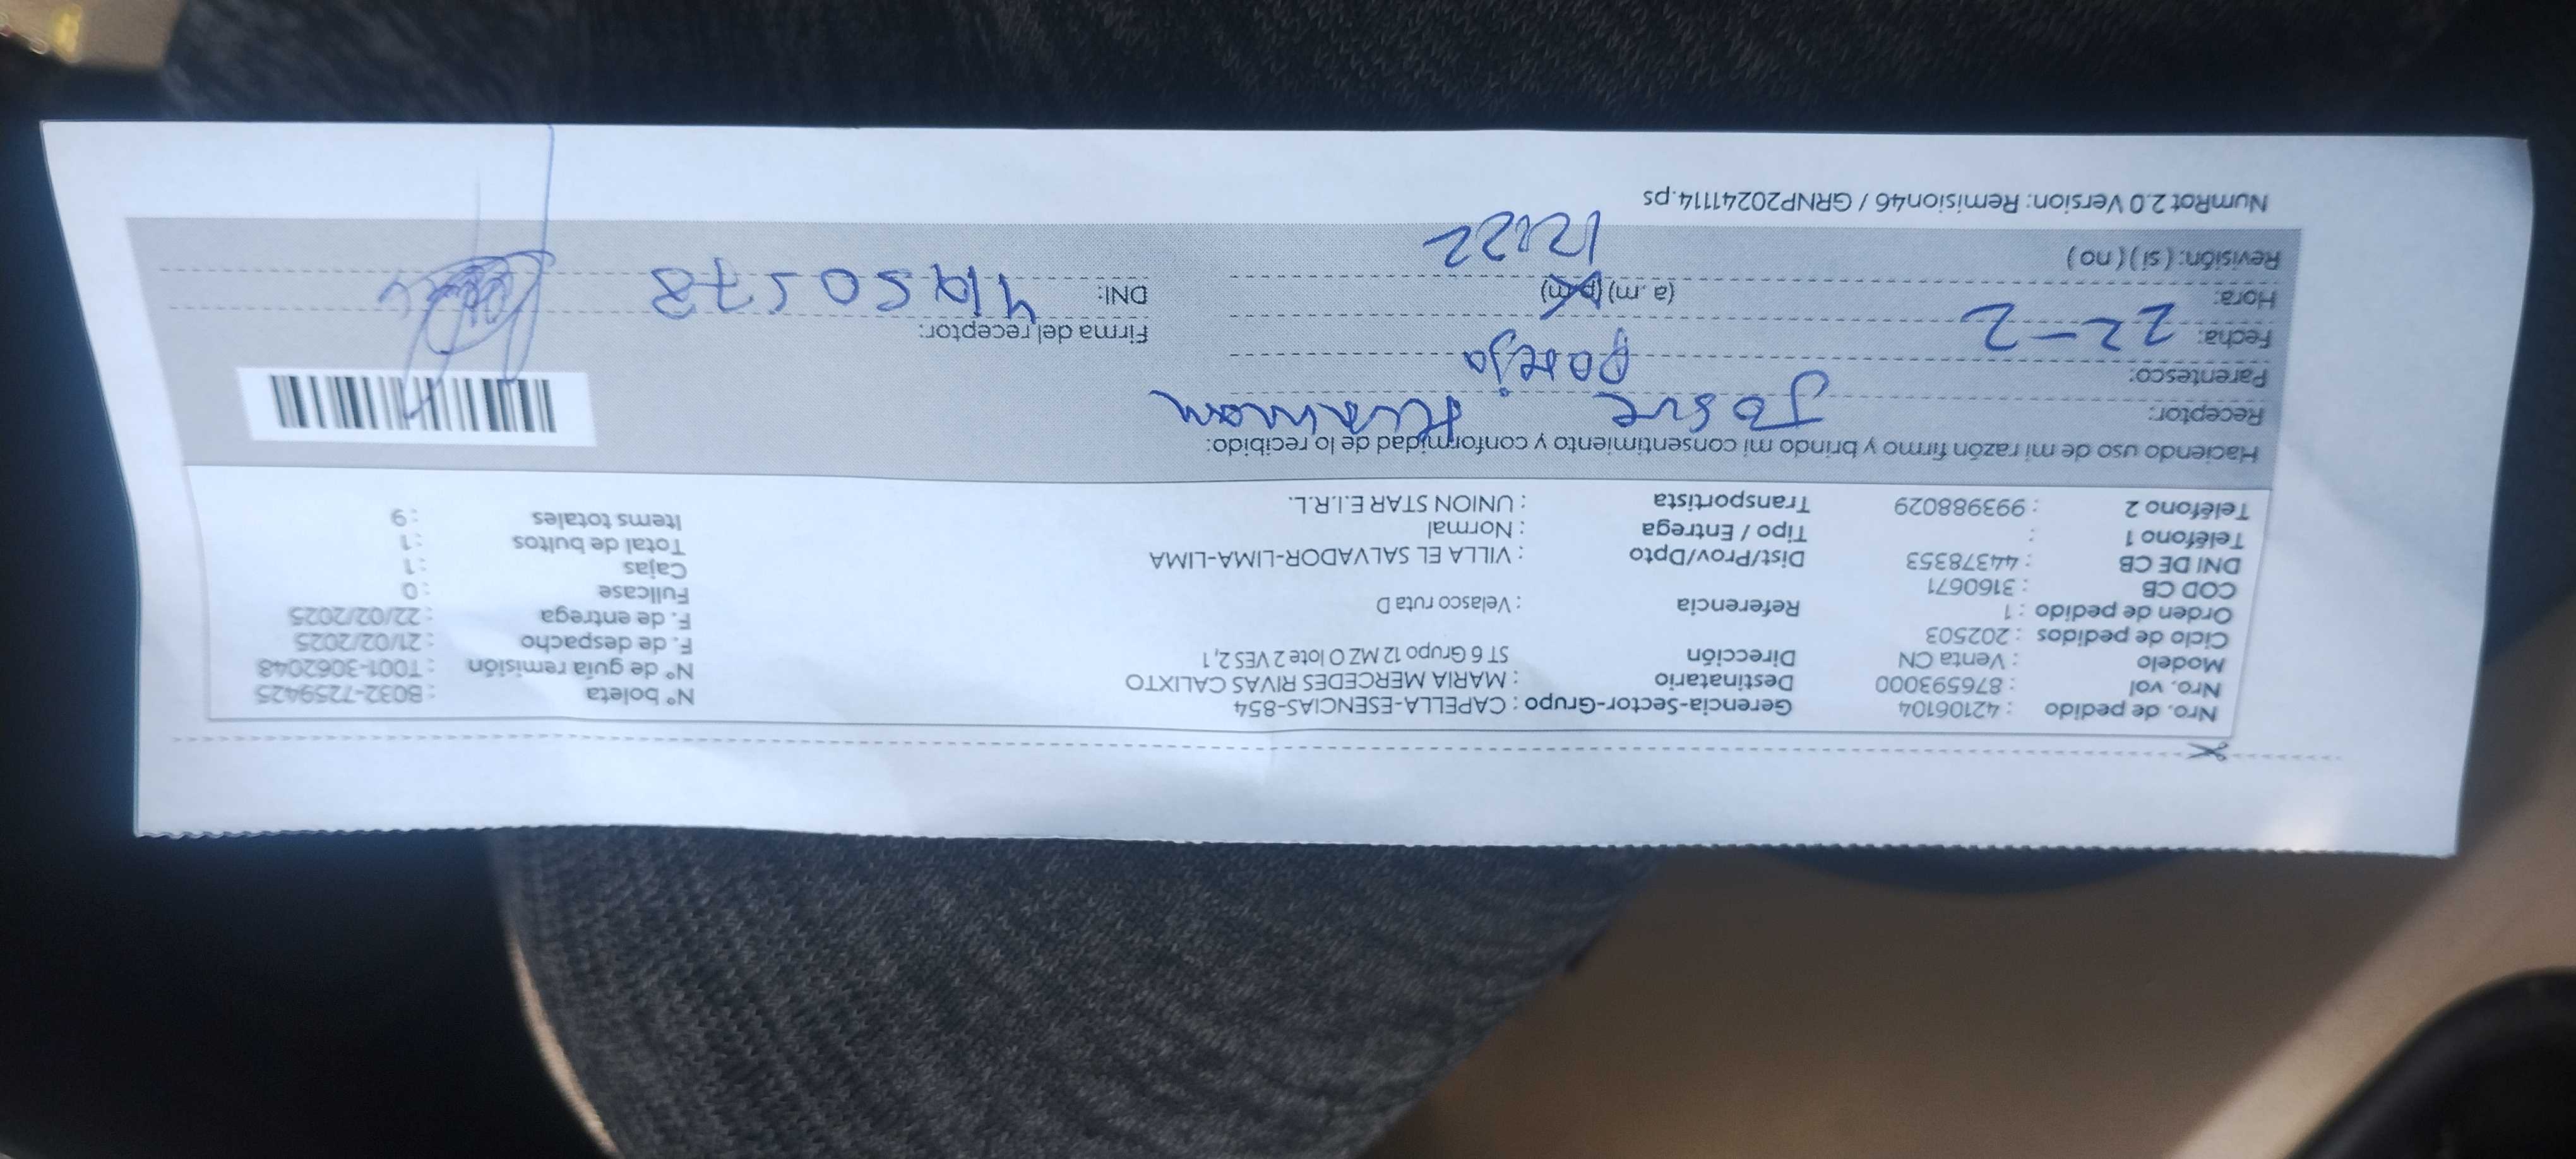 Nro. de pedido : 42106104 Gerencia-Sector-Grupo : CAPELLA-ESENCIAS-854 N° boleta : B032-7259425
Nro. vol : 876593000 Destinatario : MARIA MERCEDES RIVAS CALIXTO N° de guía remisión : T001-3062048
Modelo : Venta CN Dirección ST 6 Grupo 12 MZ O lote 2 VES 2, 1 F. de despacho : 21/02/2025
Ciclo de pedidos : 202503 F. de entrega : 22/02/2025
Orden de pedido : 1 Referencia : Velasco ruta D Fullcase : 0
COD CB : 3160671 Cajas : 1
DNI DE CB : 44378353 Dist/Prov/Dpto : VILLA EL SALVADOR-LIMA-LIMA Total de bultos : 1
Teléfono 1 : Tipo / Entrega : Normal Items totales : 9
Teléfono 2 : 993988029 Transportista : UNION STAR E.I.R.L.
Haciendo uso de mi razón firmo y brindo mi consentimiento y conformidad de lo recibido:
Receptor: Josue
Parentesco: pareja
Fecha: 22-2 Firma del receptor:
Hora: (a.m) (p.m) DNI:
Revisión: ( si ) ( no ) 12:22
NumRot 2.0 Version: Remision46 / GRNP20241114.ps